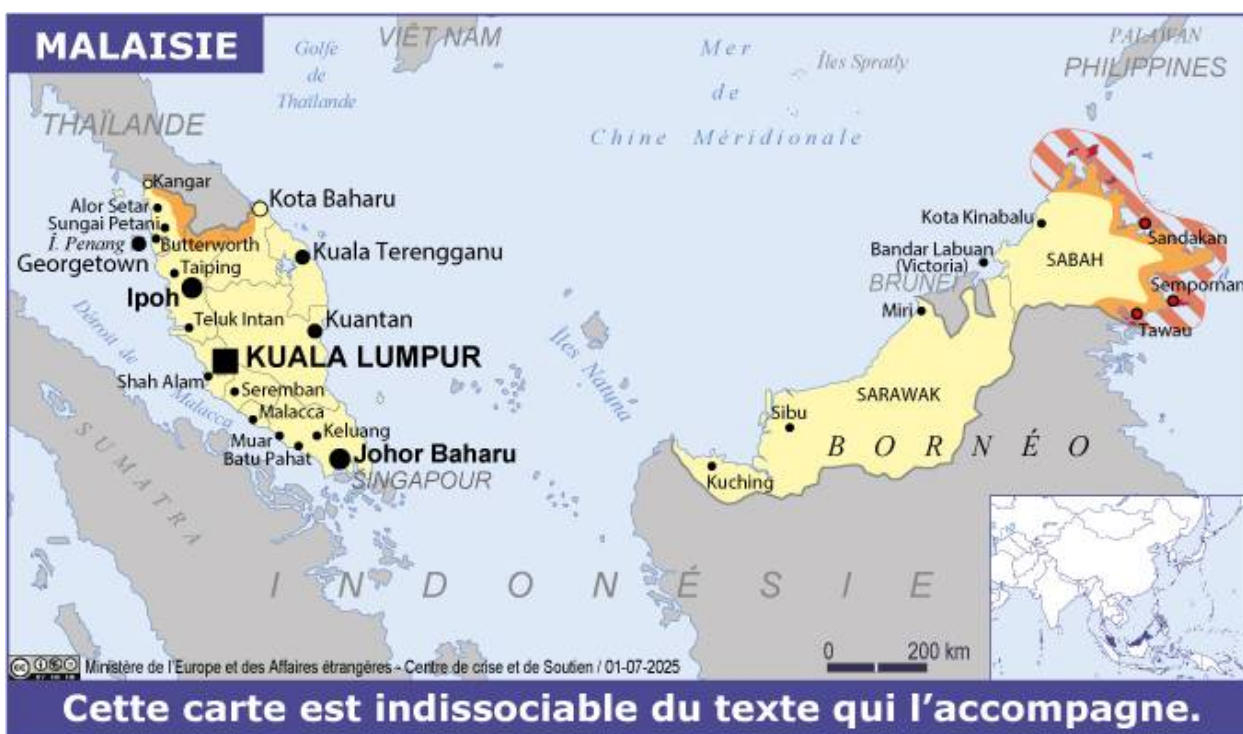 MALAISIE
VIÊT NAM
Golfe
de
Thaïlande
Mer
de
Chine Méridionale
Îles Spratly
PALAWAN
PHILIPPINES
THAÏLANDE
Kangar
Kota Baharu
Alor Setar
Sungai Petani
Î. Penang
Butterworth
Georgetown
Taiping
Kuala Terengganu
Ipoh
Teluk Intan
Kuantan
Détroit de
Malacca
KUALA LUMPUR
Shah Alam
Seremban
Malacca
Muar
Keluang
Batu Pahat
Johor Baharu
SINGAPOUR
SUMATRA
Îles Natuna
Kota Kinabalu
Sandakan
Bandar Labuan
(Victoria)
SABAH
BRUNEI
Sempornan
Miri
Tawau
SARAWAK
Sibu
BORNÉO
Kuching
INDONÉSIE
0 200 km
cc
Ministère de l'Europe et des Affaires étrangères - Centre de crise et de Soutien / 01-07-2025
Cette carte est indissociable du texte qui l'accompagne.